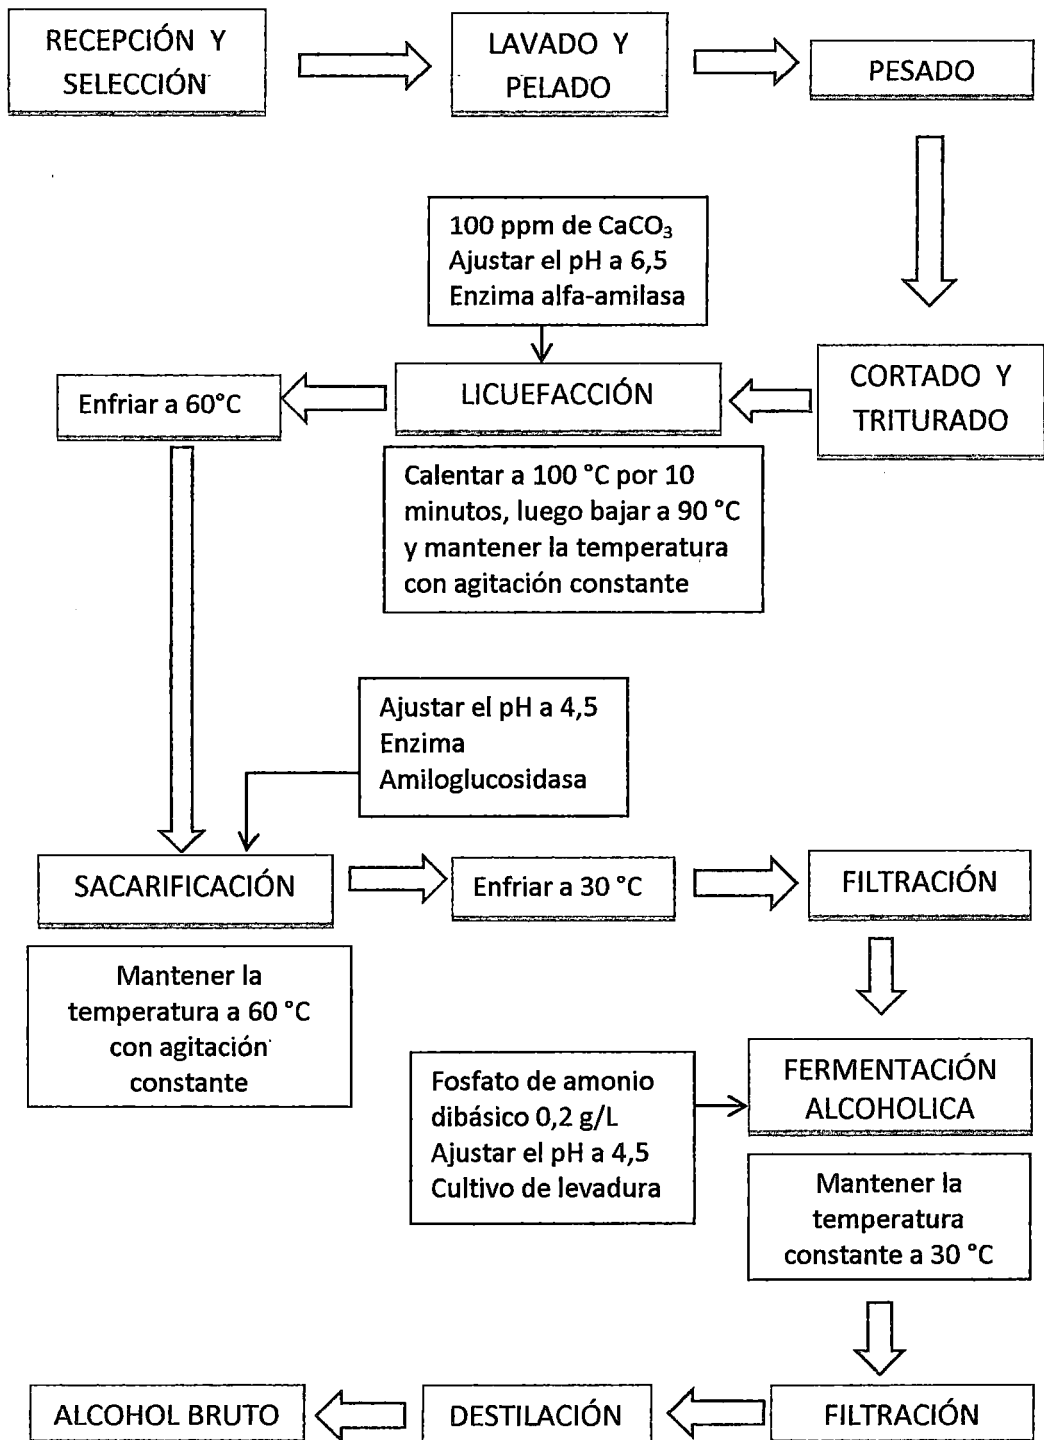 RECEPCIÓN Y
SELECCIÓN
LAVADO Y
PELADO
PESADO
100 ppm de CaCO₃
Ajustar el pH a 6,5
Enzima alfa-amilasa
CORTADO Y
TRITURADO
LICUEFACCIÓN
Enfriar a 60°C
Calentar a 100 °C por 10
minutos, luego bajar a 90 °C
y mantener la temperatura
con agitación constante
Ajustar el pH a 4,5
Enzima
Amiloglucosidasa
SACARIFICACIÓN
Enfriar a 30 °C
FILTRACIÓN
Mantener la
temperatura a 60 °C
con agitación
constante
Fosfato de amonio
dibásico 0,2 g/L
Ajustar el pH a 4,5
Cultivo de levadura
FERMENTACIÓN
ALCOHOLICA
Mantener la
temperatura
constante a 30 °C
FILTRACIÓN
DESTILACIÓN
ALCOHOL BRUTO